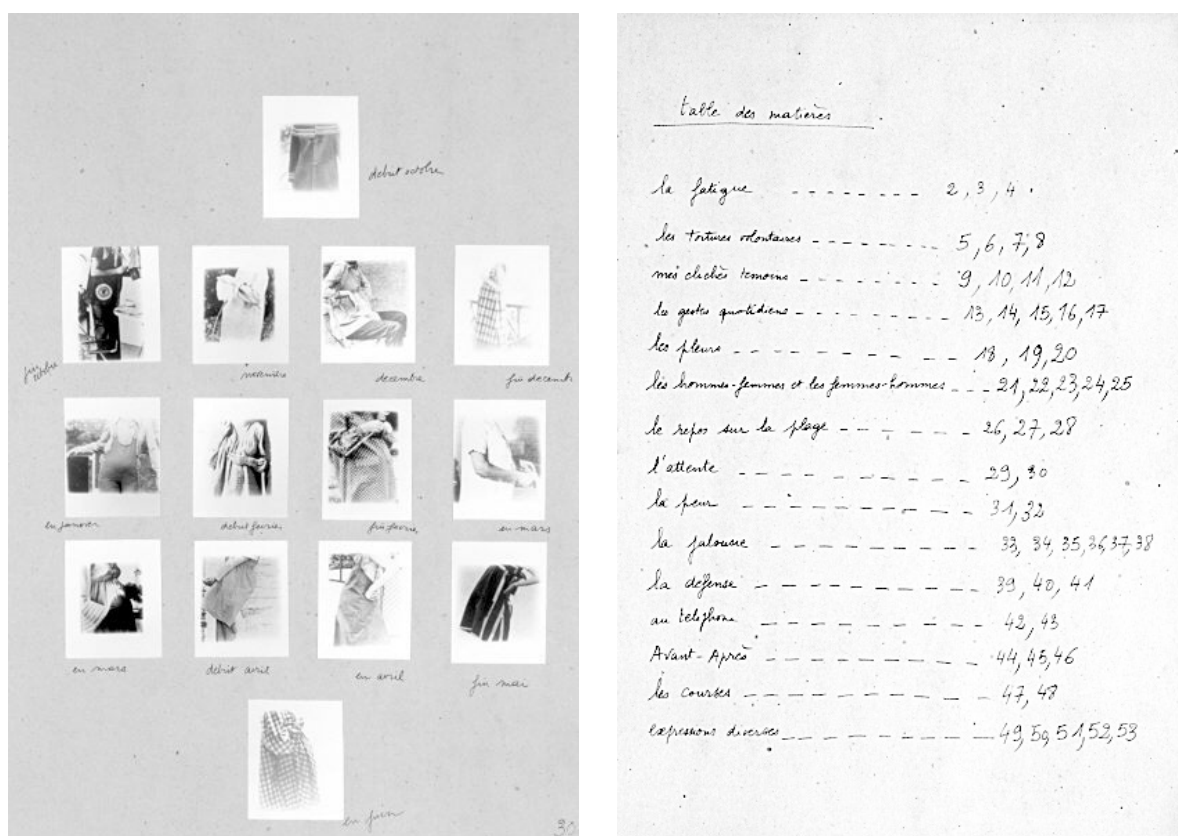 debut octobre
fin octobre
novembre
decembre
fin decemb
en janvier
debut fevrier
fin fevrier
en mars
en mars
debut avril
en avril
fin mai
en juin
30
table des matières
la fatigue -------- 2, 3, 4.
les tortures volontaires --------- 5, 6, 7, 8
mes clichés temoins --------- 9, 10, 11, 12
les gestes quotidiens --------- 13, 14, 15, 16, 17
les pleurs --------- 18, 19, 20
les hommes-femmes et les femmes-hommes --- 21, 22, 23, 24, 25
le repos sur la plage ------ 26, 27, 28
l'attente --------- 29, 30
la peur --------- 31, 32
la jalousie --------- 33, 34, 35, 36, 37, 38
la défense --------- 39, 40, 41
au telephone --------- 42, 43
Avant-Après --------- 44, 45, 46
les courses --------- 47, 48
expressions diverses --------- 49, 50, 51, 52, 53